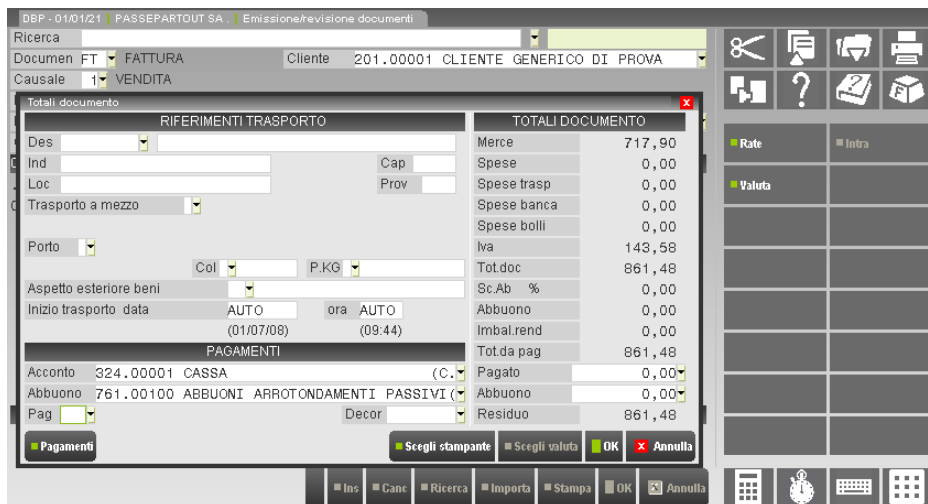 DBP - 01/01/21 | PASSEPARTOUT SA . | Emissione/revisione documenti
Ricerca
Documen FT FATTURA Cliente 201.00001 CLIENTE GENERICO DI PROVA
Causale 1 VENDITA
Totali documento
RIFERIMENTI TRASPORTO TOTALI DOCUMENTO
Des Merce 717,90
Ind Cap Spese 0,00
Loc Prov Spese trasp 0,00
Trasporto a mezzo Spese banca 0,00
Spese bolli 0,00
Porto Iva 143,58
Col P.KG Tot.doc 861,48
Aspetto esteriore beni Sc.Ab % 0,00
Inizio trasporto data AUTO ora AUTO Abbuono 0,00
(01/07/08) (09:44) Imbal.rend 0,00
PAGAMENTI Tot.da pag 861,48
Acconto 324.00001 CASSA (C. Pagato 0,00
Abbuono 761.00100 ABBUONI ARROTONDAMENTI PASSIVI( Abbuono 0,00
Pag Decor Residuo 861,48
Pagamenti Scegli stampante Scegli valuta OK Annulla
Ins Canc Ricerca Importa Stampa OK Annulla
Rate Intra
Valuta